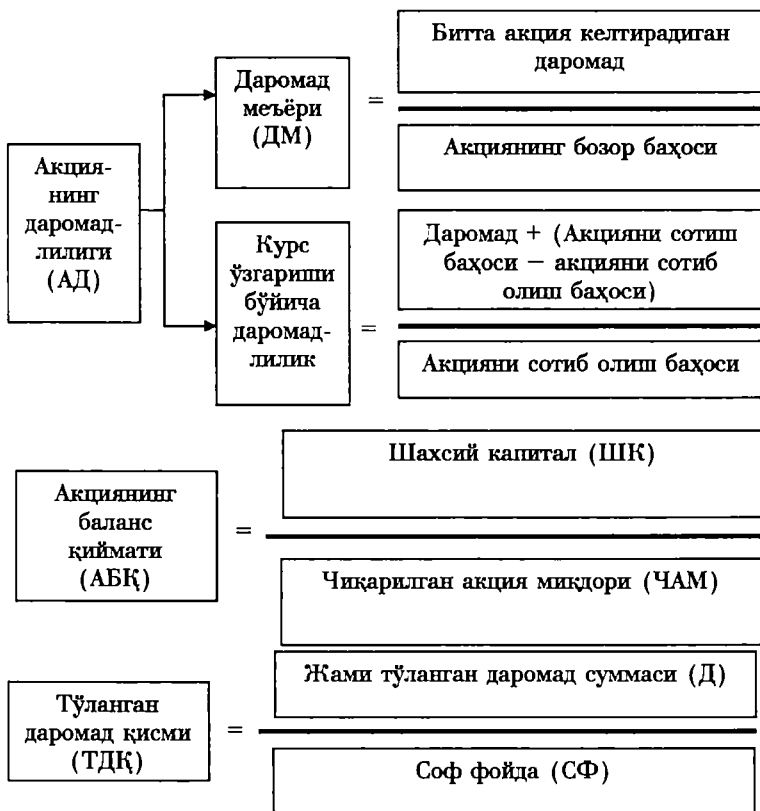 Битта акция келтирадиган
даромад
Даромад
меъёри
(ДМ)
=
Акциянинг бозор баҳоси
Акция-
нинг
даромад-
лилиги
(АД)
Курс
ўзгариши
бўйича
даромад-
лилик
=
Даромад + (Акцияни сотиш
баҳоси − акцияни сотиб
олиш баҳоси)
Акцияни сотиб олиш баҳоси
Шахсий капитал (ШК)
Акциянинг
баланс
қиймати
(АБҚ)
=
Чиқарилган акция миқдори (ЧАМ)
Жами тўланган даромад суммаси (Д)
Тўланган
даромад қисми
(ТДҚ)
=
Соф фойда (СФ)